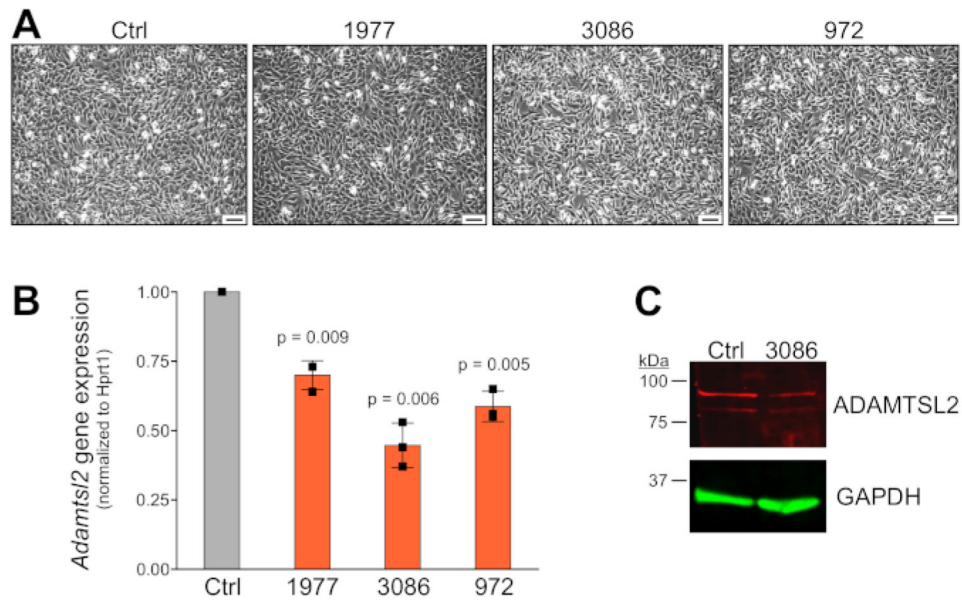 A
Ctrl 1977 3086 972
B
Adamtsl2 gene expression
(normalized to Hprt1)
1.00
0.75
0.50
0.25
0.00
p = 0.009
p = 0.006
p = 0.005
Ctrl 1977 3086 972
C
kDa Ctrl 3086
100
75
ADAMTSL2
37
GAPDH